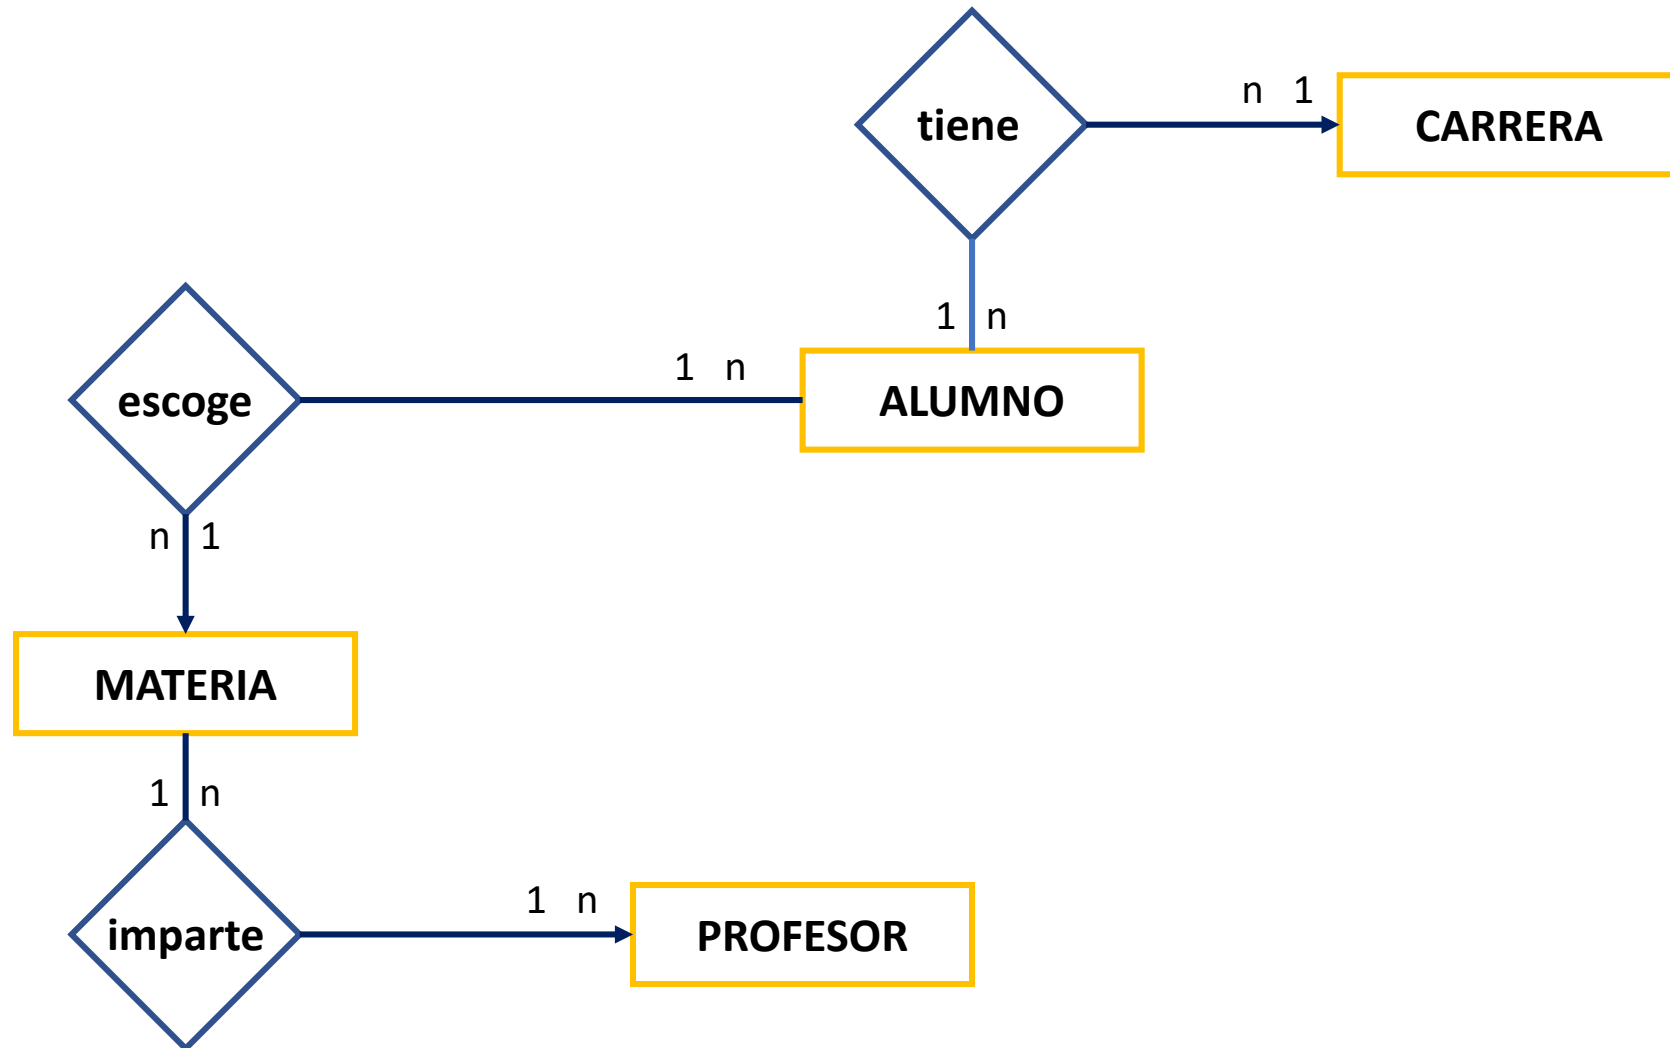 n 1
tiene
CARRERA
1 n
1 n
escoge
ALUMNO
n 1
MATERIA
1 n
1 n
imparte
PROFESOR